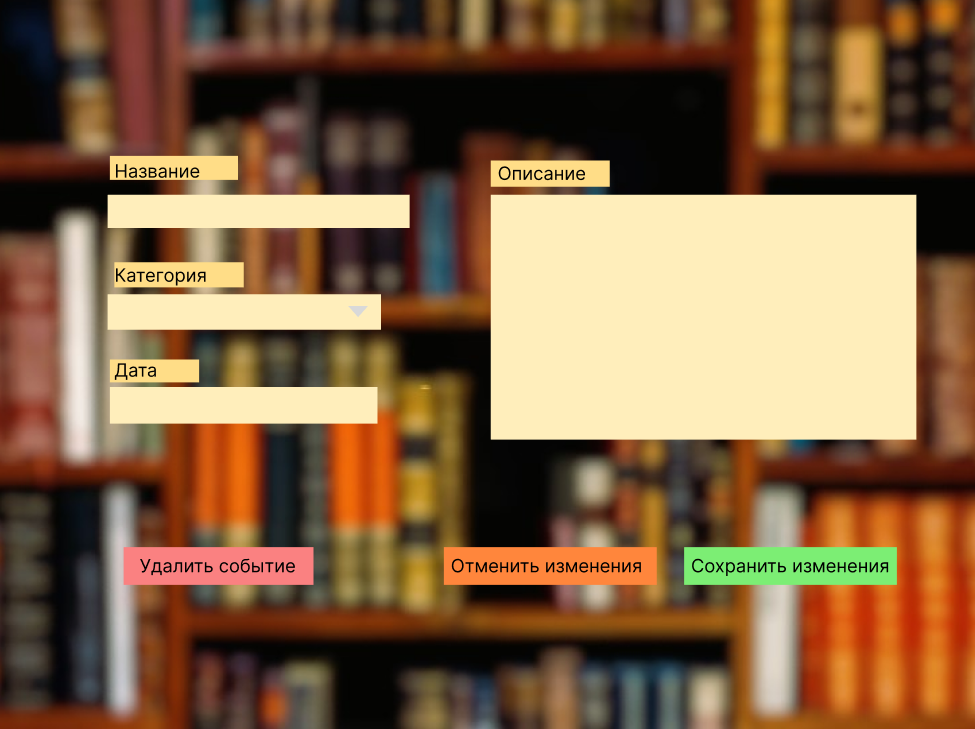 Название
Описание
Категория
Дата
Удалить событие
Отменить изменения
Сохранить изменения